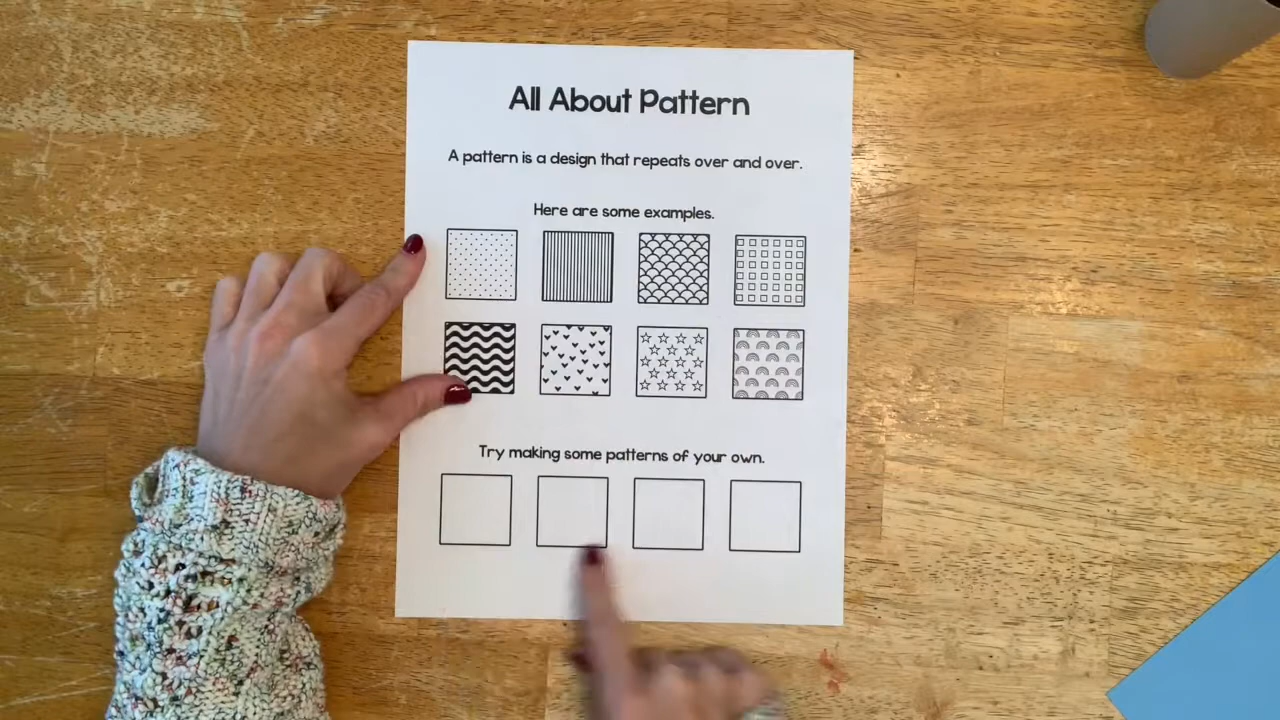 All About Pattern
A pattern is a design that repeats over and over.
Here are some examples.
Try making some patterns of your own.